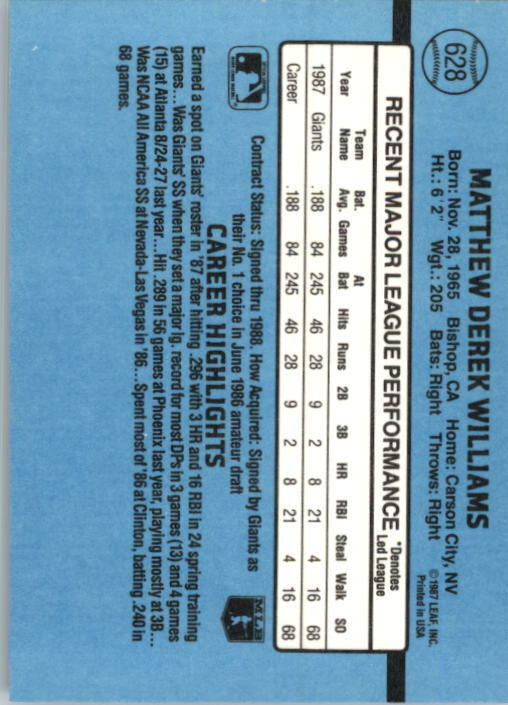 628
MATTHEW DEREK WILLIAMS
Born: Nov. 28, 1965 Bishop, CA Home: Carson City, NV
Ht.: 6'2" Wgt.: 205 Bats: Right Throws: Right
©1987 LEAF, INC.
Printed in USA
RECENT MAJOR LEAGUE PERFORMANCE *Denotes Led League
Year Team Name Bat. Avg. Games At Bat Hits Runs 2B 3B HR RBI Steal Walk SO
1987 Giants .188 84 245 46 28 9 2 8 21 4 16 68
Career .188 84 245 46 28 9 2 8 21 4 16 68
Contract Status: Signed thru 1988. How Acquired: Signed by Giants as
their No. 1 choice in June 1986 amateur draft
MLB
CAREER HIGHLIGHTS
Earned a spot on Giants' roster in '87 after hitting .296 with 3 HR and 16 RBI in 24 spring training
games... Was Giants' SS when they set a major lg. record for most DPs in 3 games (13) and 4 games
(15) at Atlanta 8/24-27 last year... Hit .289 in 56 games at Phoenix last year, playing mostly at 3B...
Was NCAA All America SS at Nevada-Las Vegas in '86... Spent most of '86 at Clinton, batting .240 in
68 games.